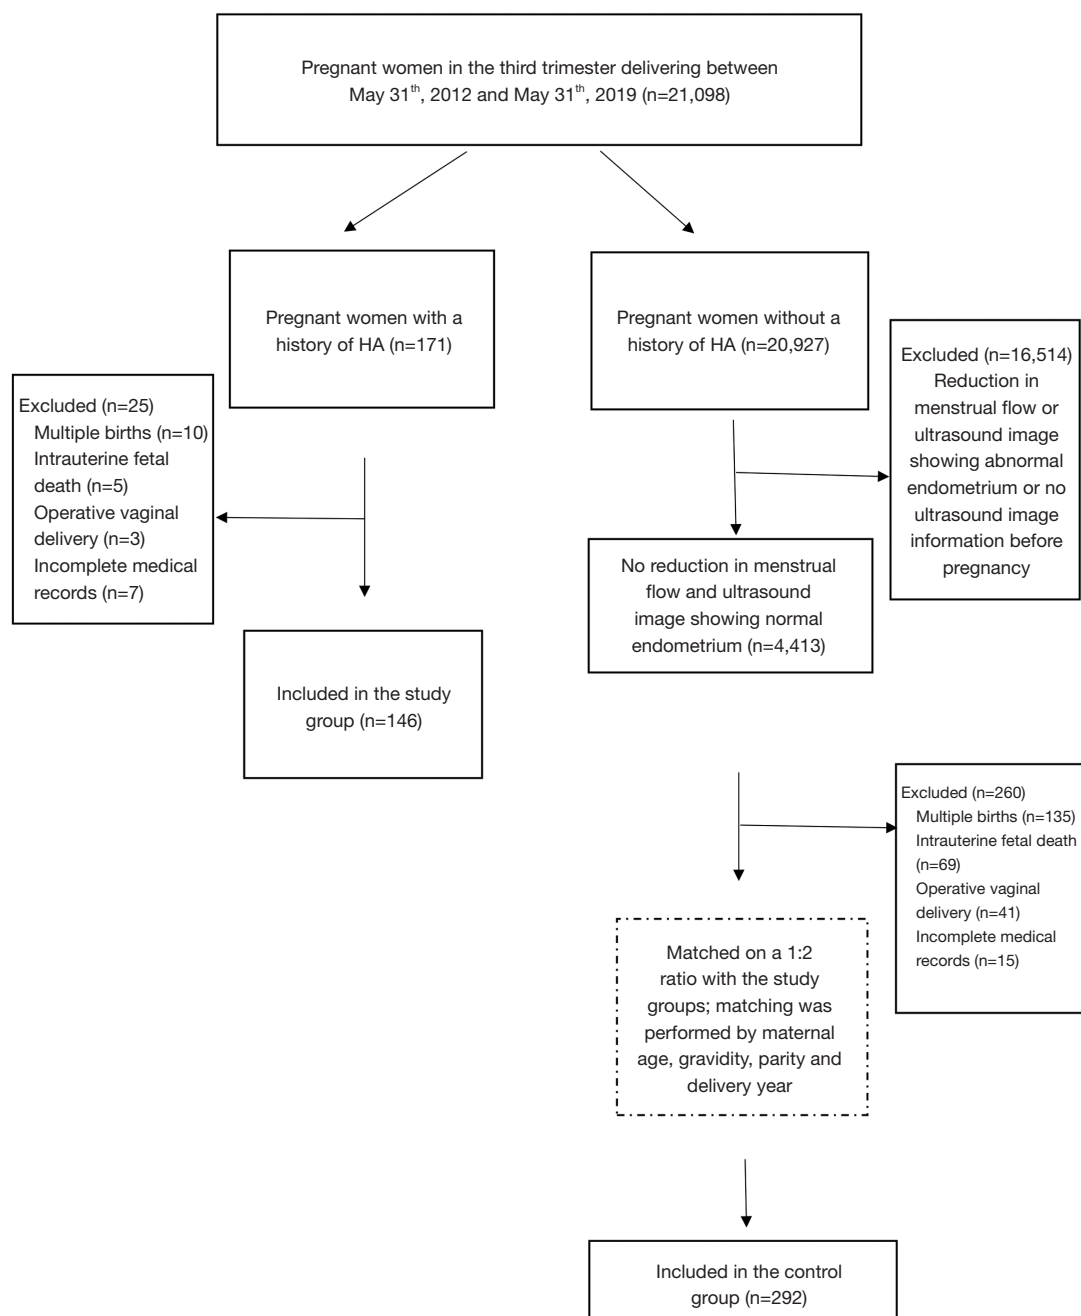 Pregnant women in the third trimester delivering between
May 31th, 2012 and May 31th, 2019 (n=21,098)
Pregnant women with a
history of HA (n=171)
Pregnant women without a
history of HA (n=20,927)
Excluded (n=16,514)
Reduction in
menstrual flow or
ultrasound image
showing abnormal
endometrium or no
ultrasound image
information before
pregnancy
Excluded (n=25)
Multiple births (n=10)
Intrauterine fetal
death (n=5)
Operative vaginal
delivery (n=3)
Incomplete medical
records (n=7)
No reduction in menstrual
flow and ultrasound
image showing normal
endometrium (n=4,413)
Included in the study
group (n=146)
Excluded (n=260)
Multiple births (n=135)
Intrauterine fetal death
(n=69)
Operative vaginal
delivery (n=41)
Incomplete medical
records (n=15)
Matched on a 1:2
ratio with the study
groups; matching was
performed by maternal
age, gravidity, parity and
delivery year
Included in the control
group (n=292)